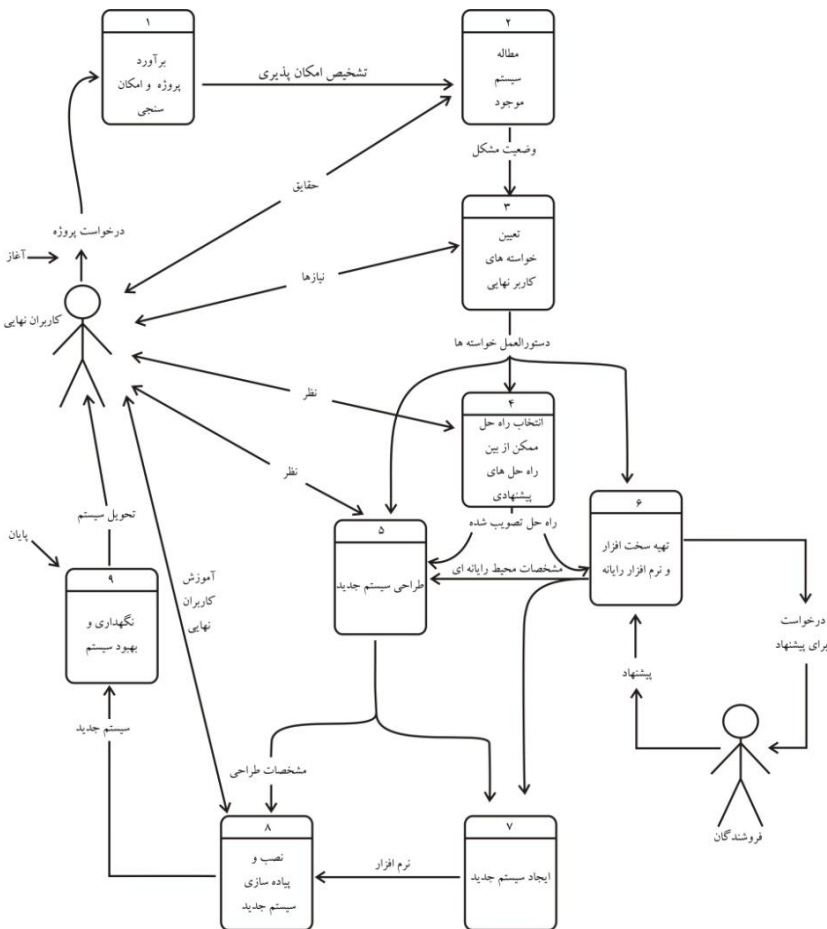 ۱
برآورد
پروژه و امکان
سنجی
تشخیص امکان پذیری
۲
مطاله
سیستم
موجود
وضعیت مشکل
حقایق
۳
تعیین
خواسته های
کاربر نهایی
درخواست پروژه
آغاز
کاربران نهایی
نیازها
دستورالعمل خواسته ها
نظر
۴
انتخاب راه حل
ممکن از بین
راه حل های
پیشنهادی
نظر
راه حل تصویب شده
۵
طراحی سیستم جدید
مشخصات محیط رایانه ای
۶
تهیه سخت افزار
و نرم افزار رایانه
درخواست
برای پیشنهاد
پیشنهاد
فروشندگان
تحویل سیستم
پایان
۹
نگهداری و
بهبود سیستم
آموزش
کاربران
نهایی
سیستم جدید
مشخصات طراحی
۸
نصب و
پیاده سازی
سیستم جدید
نرم افزار
۷
ایجاد سیستم جدید